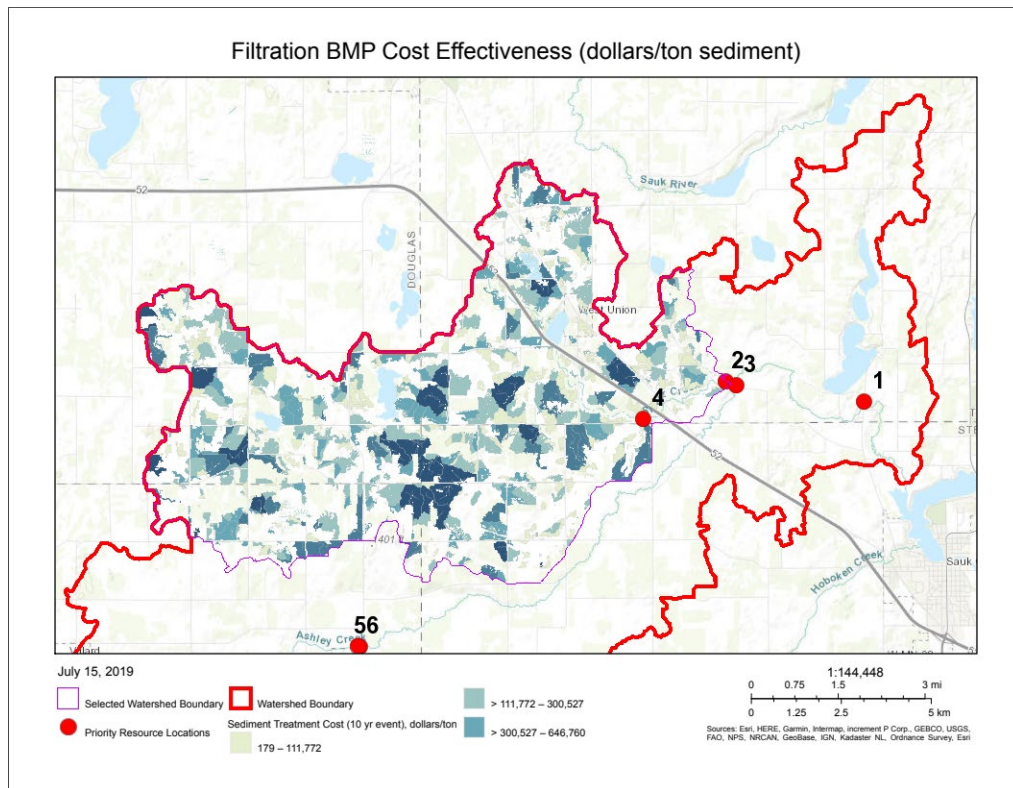 Filtration BMP Cost Effectiveness (dollars/ton sediment)
Sauk River
52
DOUGLAS
West Union
23
1
4
52
1401 ft
Hoboken Creek
Sauk
56
Ashley Creek
Villard
July 15, 2019
1:144,448
Selected Watershed Boundary
Watershed Boundary
> 111,772 – 300,527
0 0.75 1.5 3 mi
Priority Resource Locations
Sediment Treatment Cost (10 yr event), dollars/ton
179 – 111,772
> 300,527 – 646,760
0 1.25 2.5 5 km
Sources: Esri, HERE, Garmin, Intermap, increment P Corp., GEBCO, USGS,
FAO, NPS, NRCAN, GeoBase, IGN, Kadaster NL, Ordnance Survey, Esri